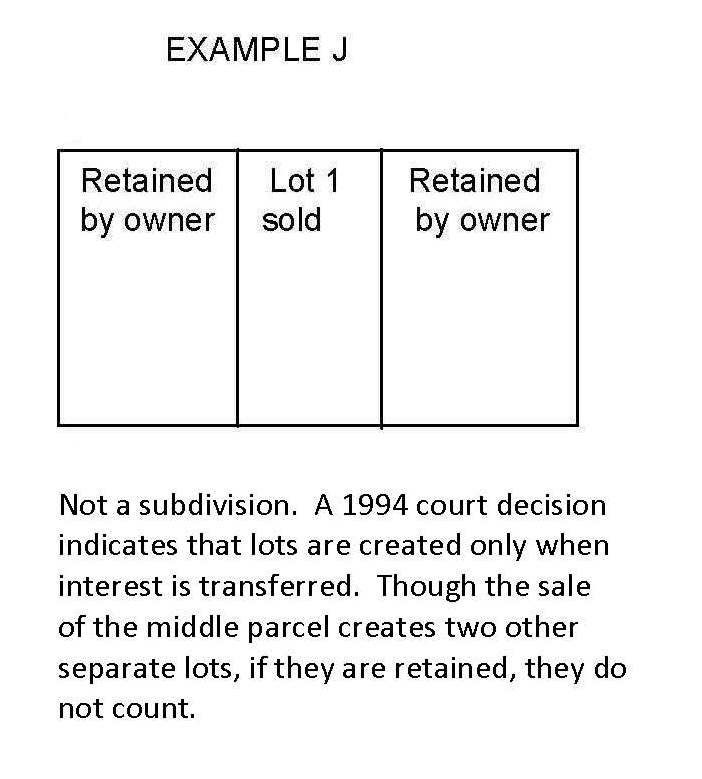 EXAMPLE J
Retained
by owner
Lot 1
sold
Retained
by owner
Not a subdivision.  A 1994 court decision
indicates that lots are created only when
interest is transferred.  Though the sale
of the middle parcel creates two other
separate lots, if they are retained, they do
not count.